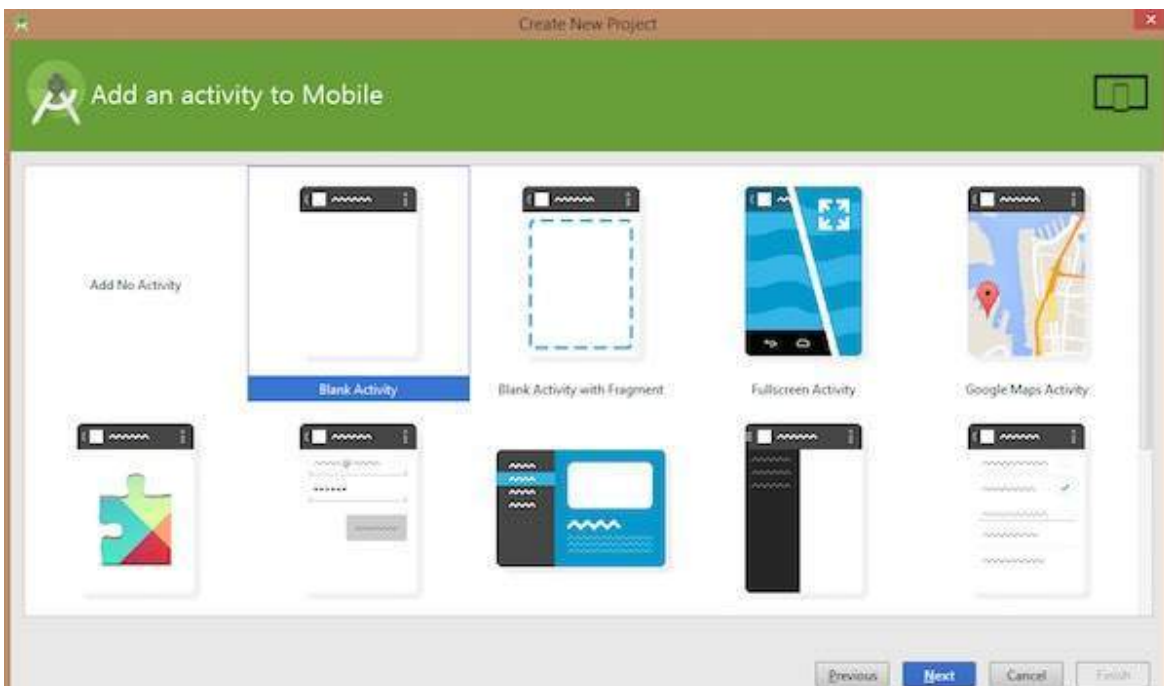 Create New Project
Add an activity to Mobile
Add No Activity
Blank Activity
Blank Activity with Fragment
Fullscreen Activity
Google Maps Activity
Previous
Next
Cancel
Finish